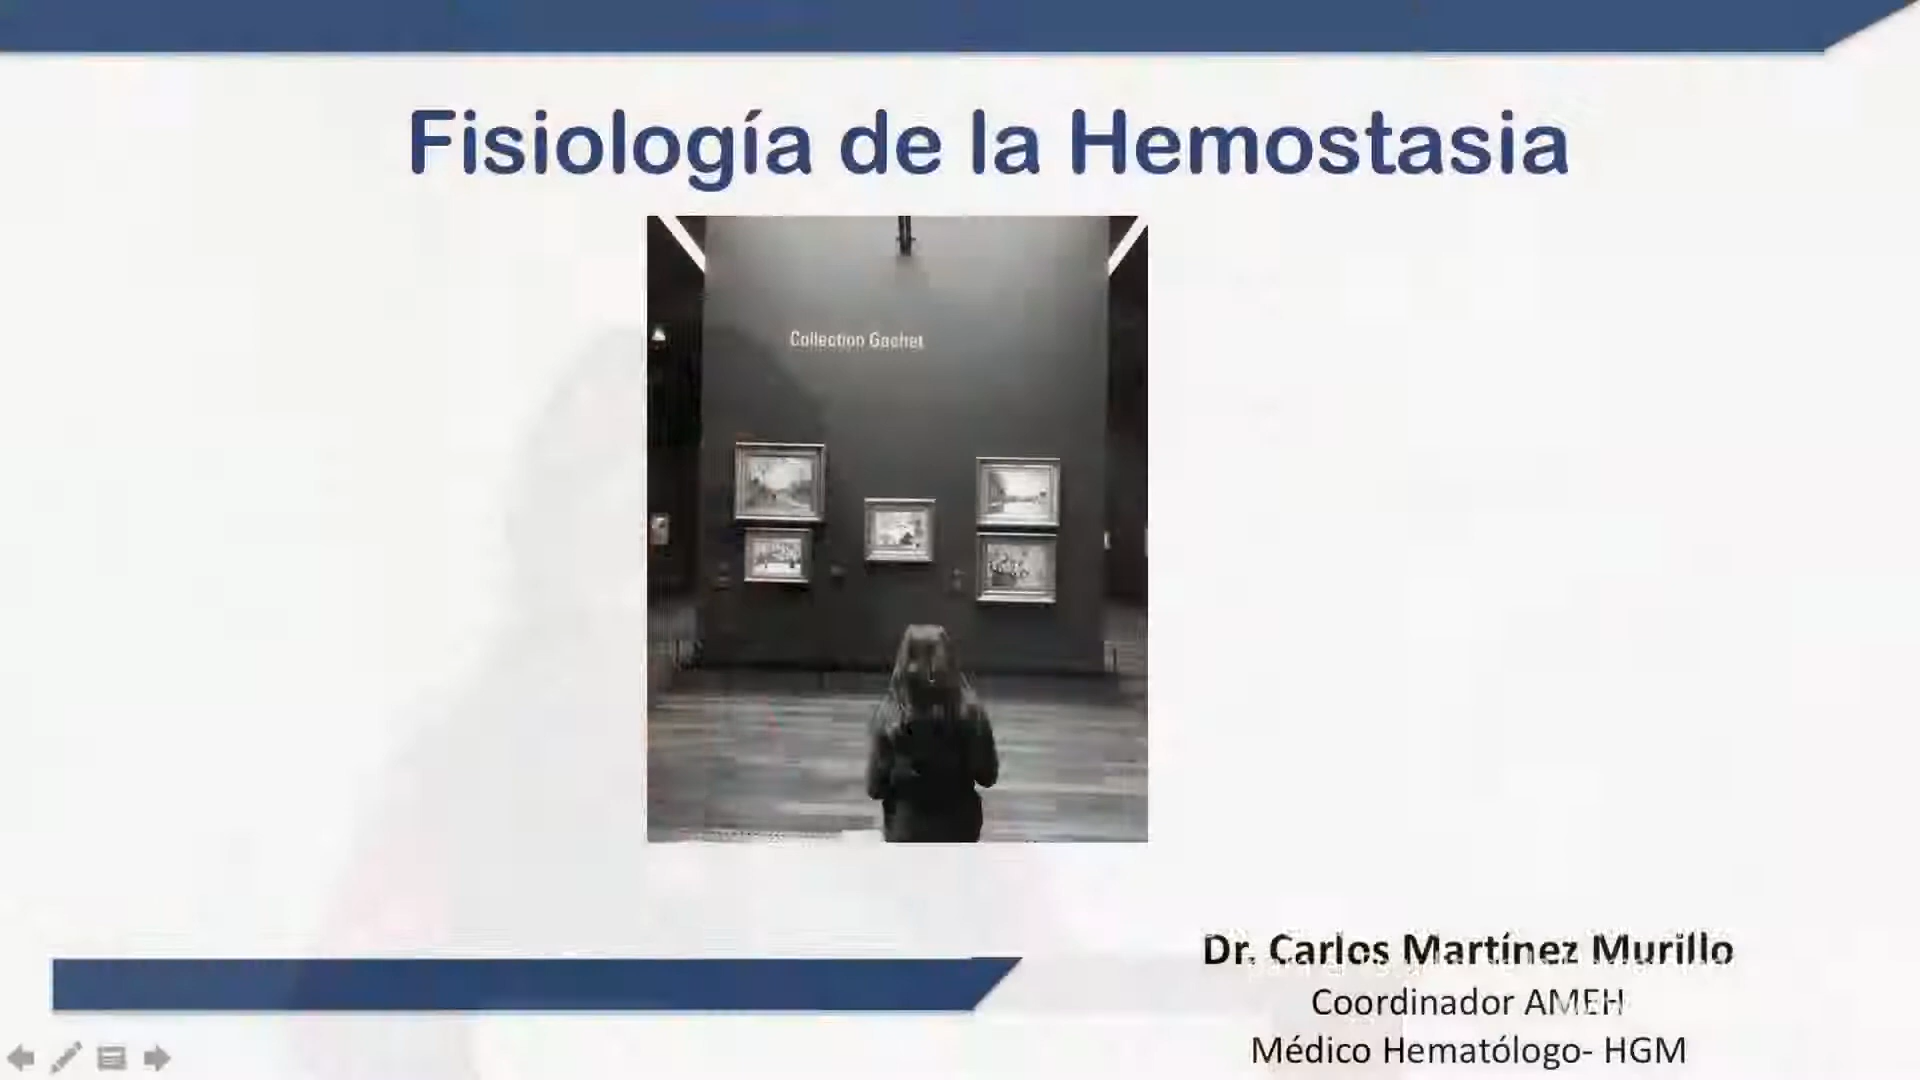 Fisiología de la Hemostasia
Collection Gachet
Dr. Carlos Martínez Murillo
Coordinador AMEH
Médico Hematólogo- HGM